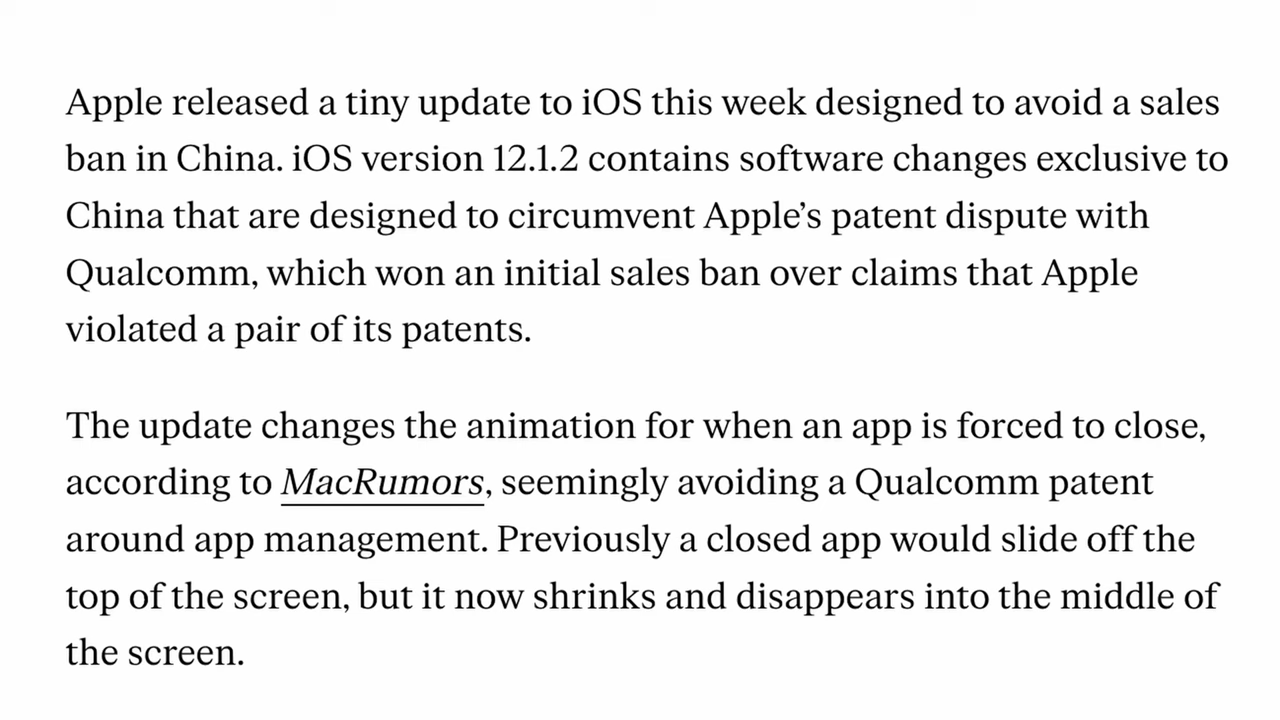 Apple released a tiny update to iOS this week designed to avoid a sales
ban in China. iOS version 12.1.2 contains software changes exclusive to
China that are designed to circumvent Apple’s patent dispute with
Qualcomm, which won an initial sales ban over claims that Apple
violated a pair of its patents.
The update changes the animation for when an app is forced to close,
according to MacRumors, seemingly avoiding a Qualcomm patent
around app management. Previously a closed app would slide off the
top of the screen, but it now shrinks and disappears into the middle of
the screen.